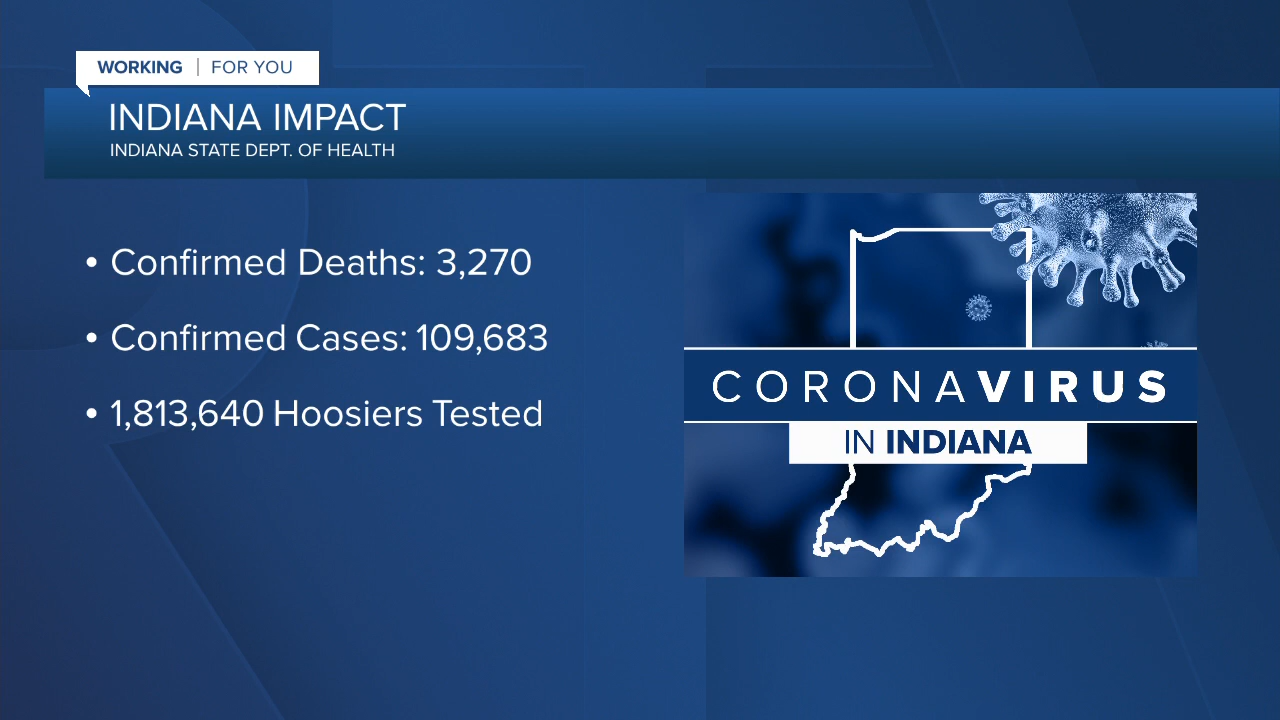 WORKING | FOR YOU
INDIANA IMPACT
INDIANA STATE DEPT. OF HEALTH
• Confirmed Deaths: 3,270
• Confirmed Cases: 109,683
• 1,813,640 Hoosiers Tested
CORONAVIRUS
IN INDIANA